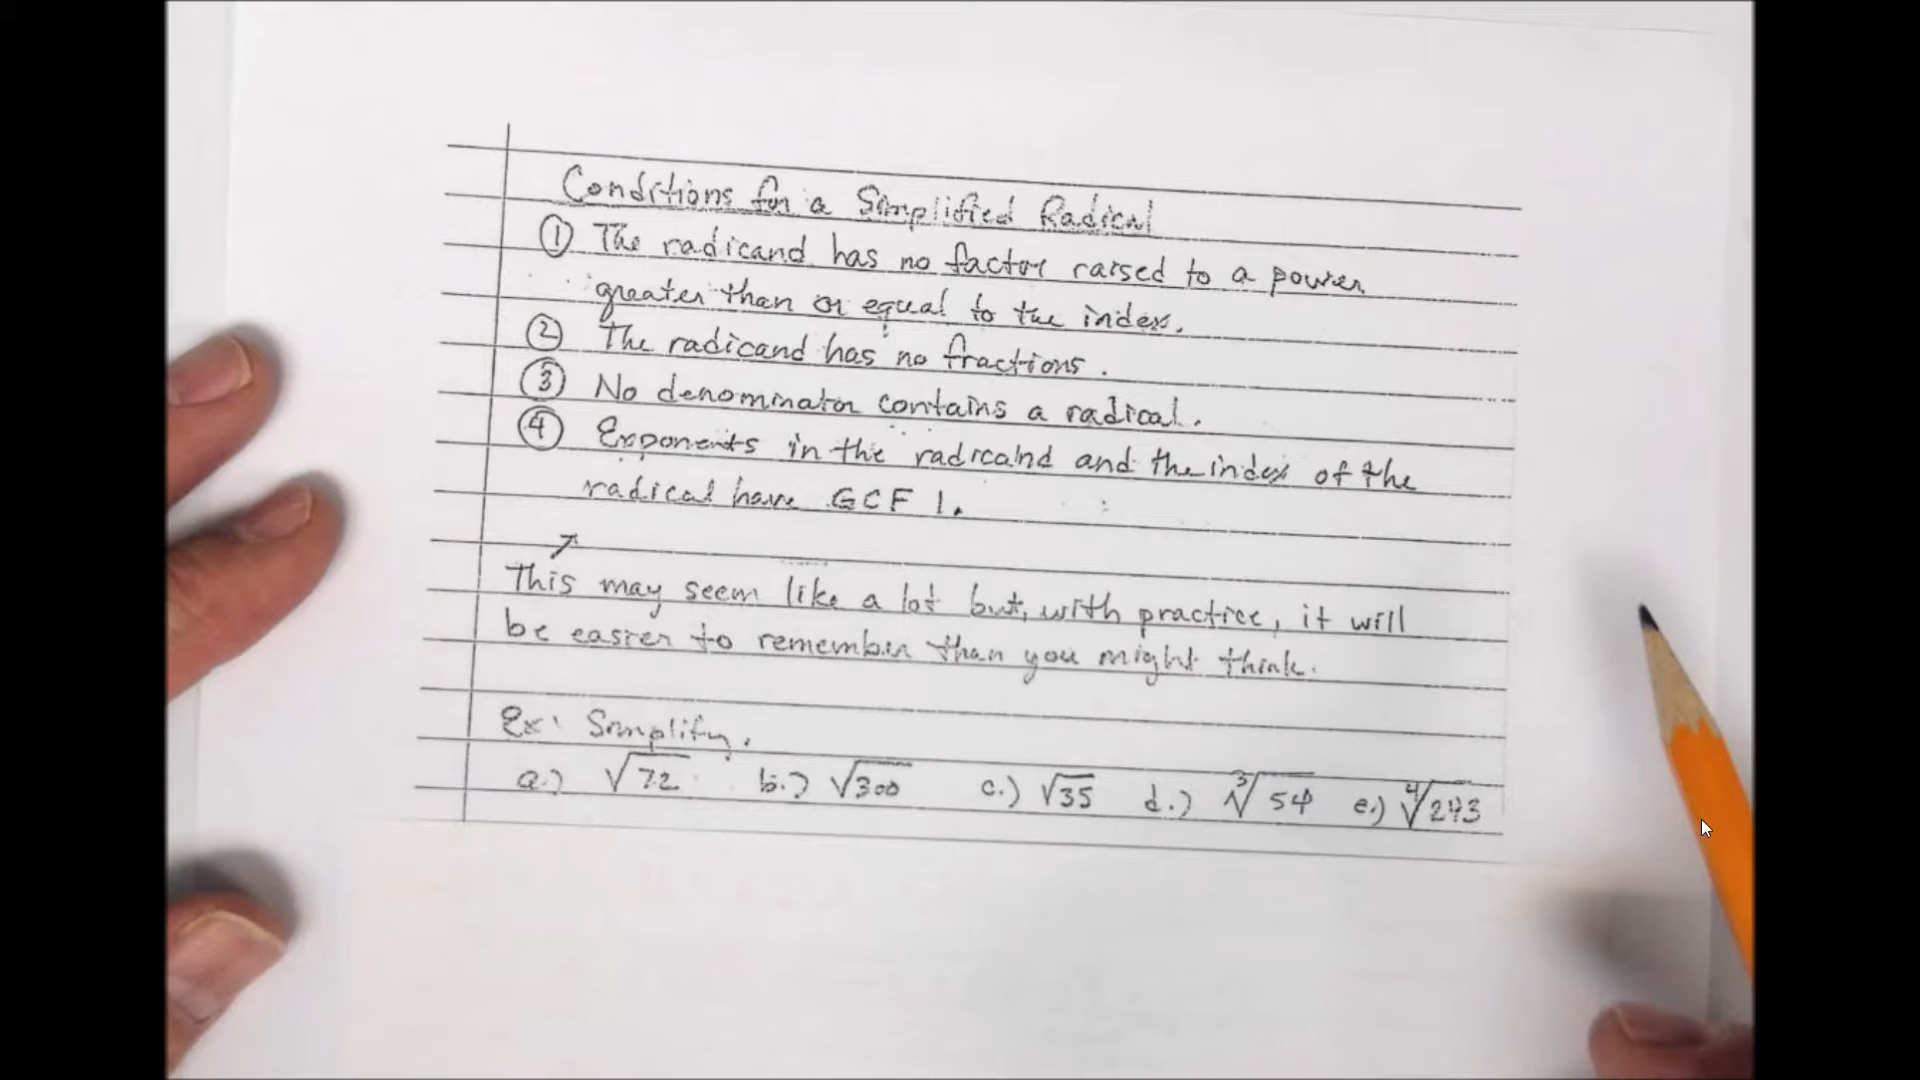 Conditions for a Simplified Radical
① The radicand has no factor raised to a power
greater than or equal to the index.
② The radicand has no fractions.
③ No denominator contains a radical.
④ Exponents in the radicand and the index of the
radical have GCF 1.
↗
This may seem like a lot but, with practice, it will
be easier to remember than you might think.
Ex: Simplify.
a.) √72 b.) √300 c.) √35 d.) ∛54 e.) ∜243